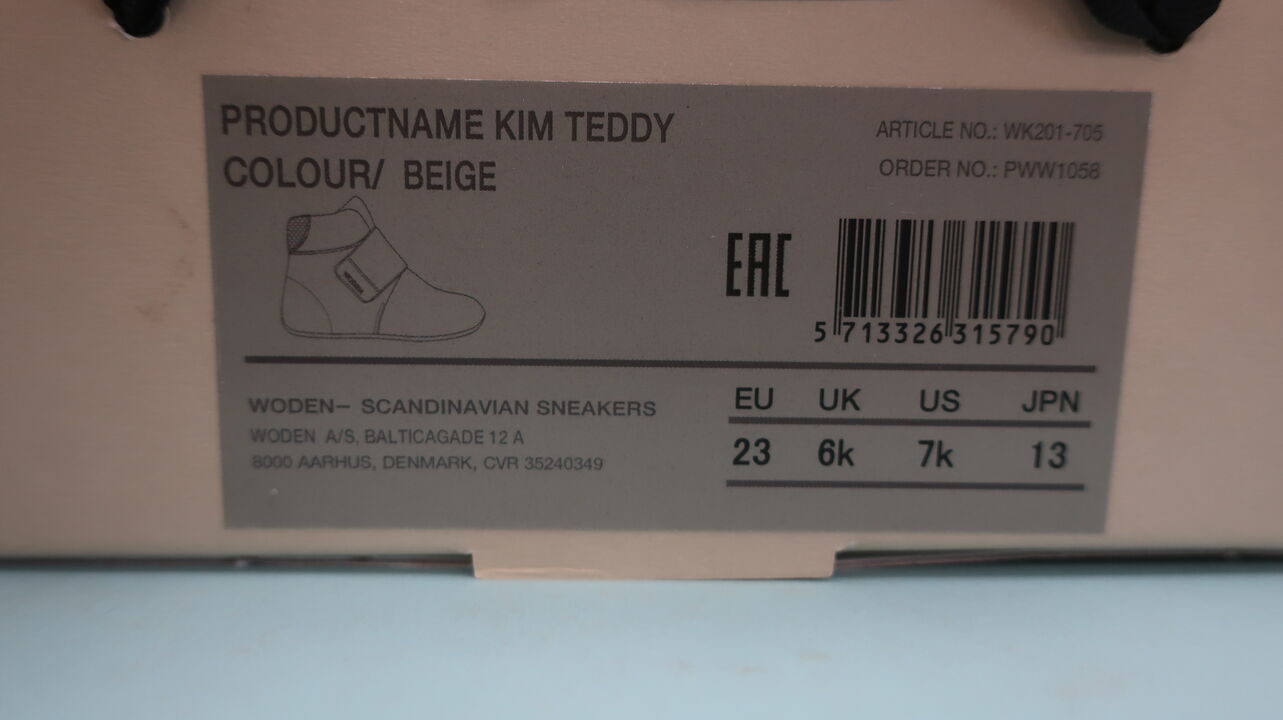 PRODUCTNAME KIM TEDDY
COLOUR/ BEIGE
ARTICLE NO.: WK201-705
ORDER NO.: PWW1058
EAC
5 713326 315790
WODEN– SCANDINAVIAN SNEAKERS
WODEN A/S, BALTICAGADE 12 A
8000 AARHUS, DENMARK, CVR 35240349
EU UK US JPN
23 6k 7k 13